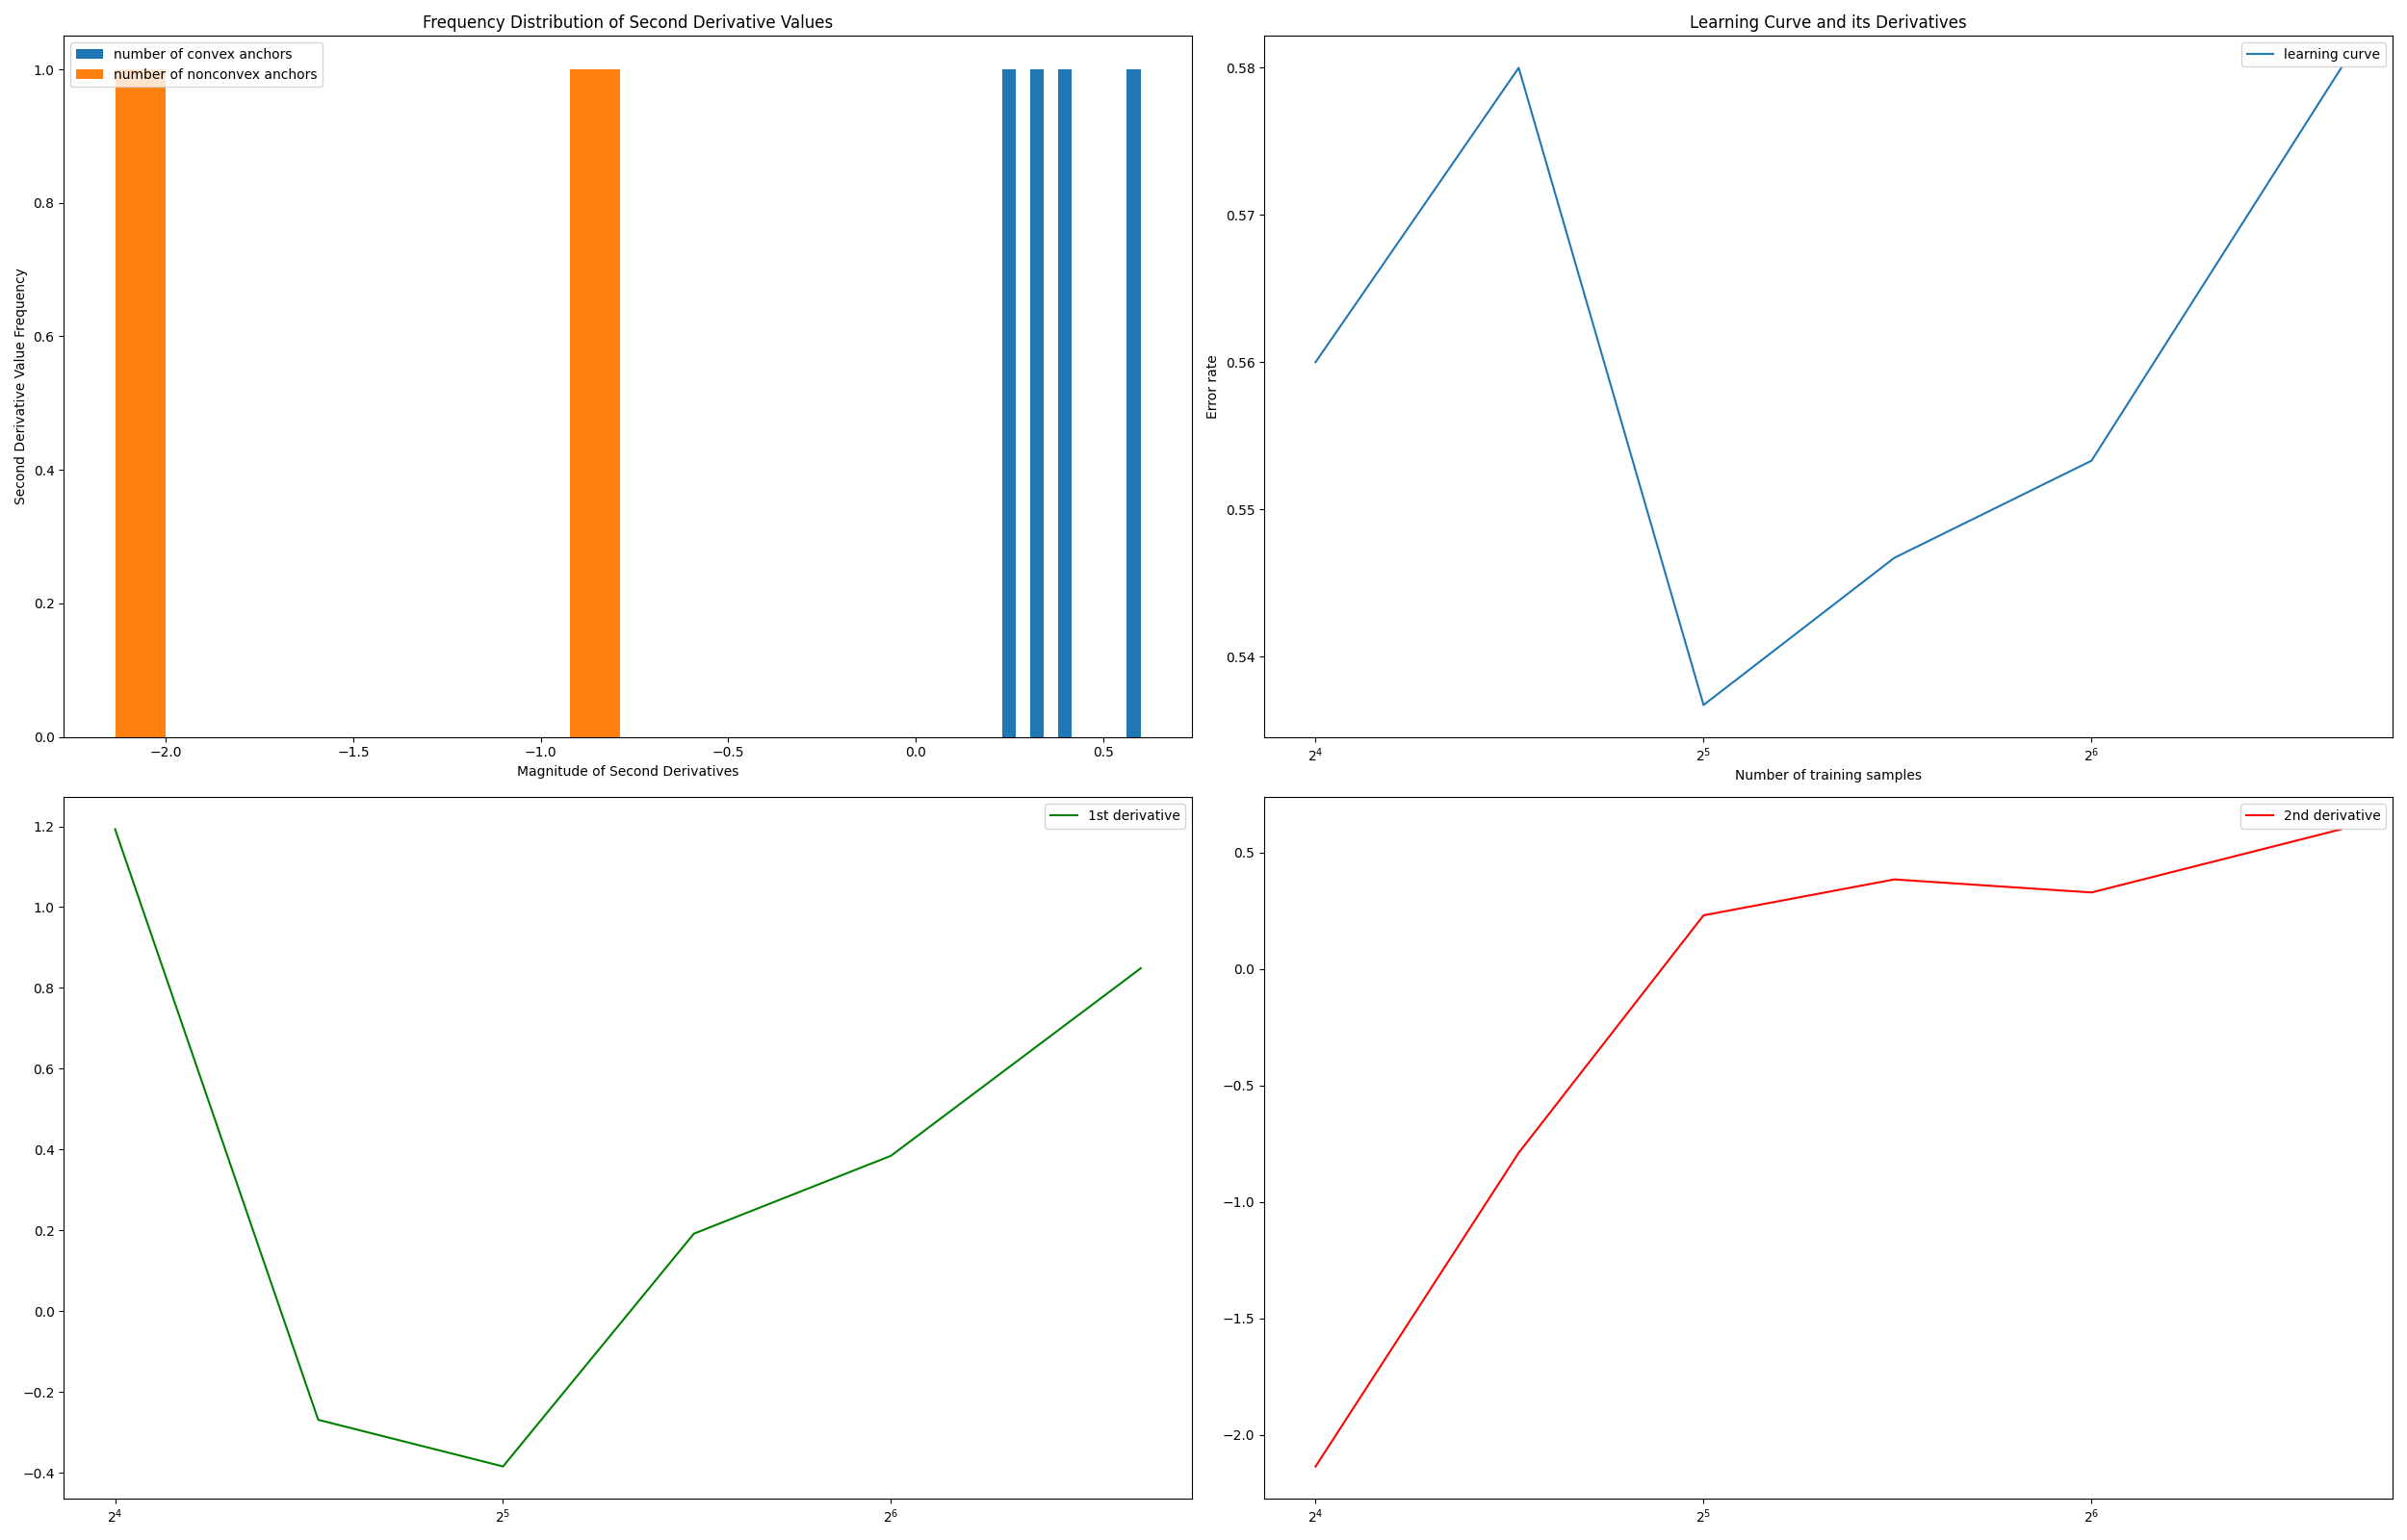 Frequency Distribution of Second Derivative Values
number of convex anchors
number of nonconvex anchors
Second Derivative Value Frequency
1.0
0.8
0.6
0.4
0.2
0.0
−2.0 −1.5 −1.0 −0.5 0.0 0.5
Magnitude of Second Derivatives
Learning Curve and its Derivatives
learning curve
Error rate
0.58
0.57
0.56
0.55
0.54
2⁴ 2⁵ 2⁶
Number of training samples
1st derivative
1.2
1.0
0.8
0.6
0.4
0.2
0.0
−0.2
−0.4
2⁴ 2⁵ 2⁶
2nd derivative
0.5
0.0
−0.5
−1.0
−1.5
−2.0
2⁴ 2⁵ 2⁶